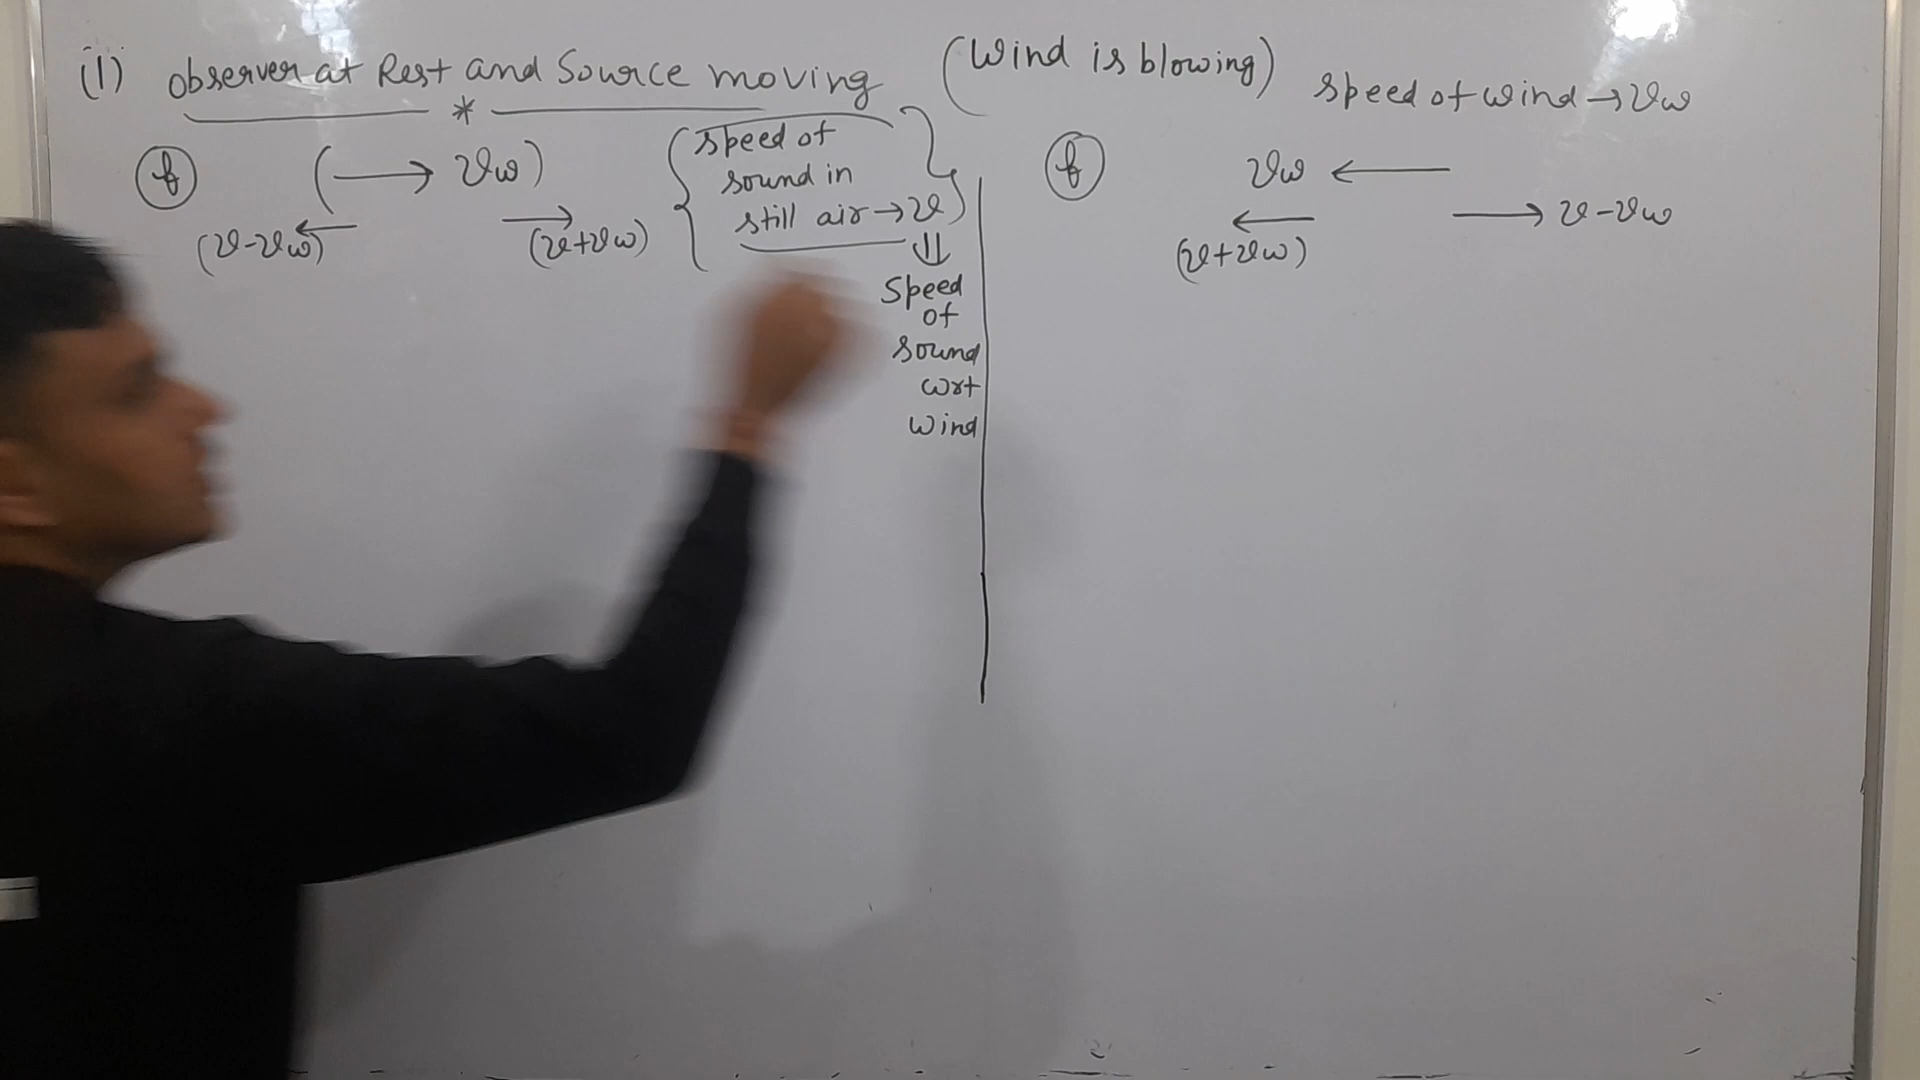 (1) Observer at Rest and Source moving (Wind is blowing)
speed of wind → vw
*
f (→ vw)
(v-vw) ← → (v+vw)
{(speed of
sound in
still air → v)}
⇓
Speed
of
sound
wrt
wind
f vw ←
← → v-vw
(v+vw)